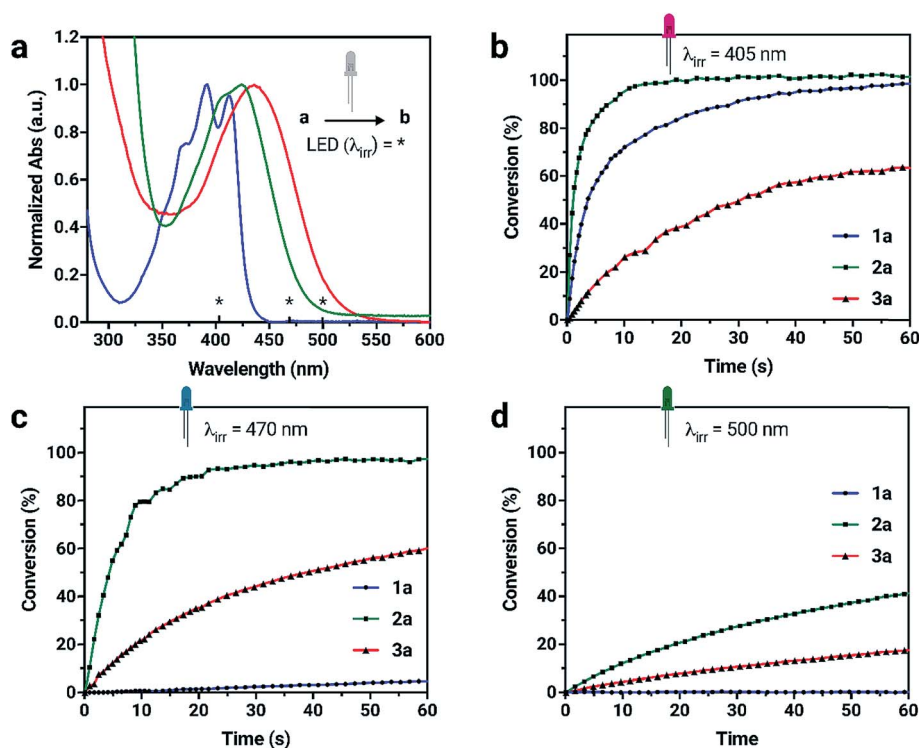 a
1.2
1.0
0.8
0.6
0.4
0.2
0.0
Normalized Abs (a.u.)
a → b
LED (λirr) = *
* * *
300 350 400 450 500 550 600
Wavelength (nm)
b
λirr = 405 nm
100
80
60
40
20
0
Conversion (%)
1a
2a
3a
0 10 20 30 40 50 60
Time (s)
c
λirr = 470 nm
100
80
60
40
20
0
Conversion (%)
1a
2a
3a
0 10 20 30 40 50 60
Time (s)
d
λirr = 500 nm
100
80
60
40
20
0
Conversion (%)
1a
2a
3a
0 10 20 30 40 50 60
Time